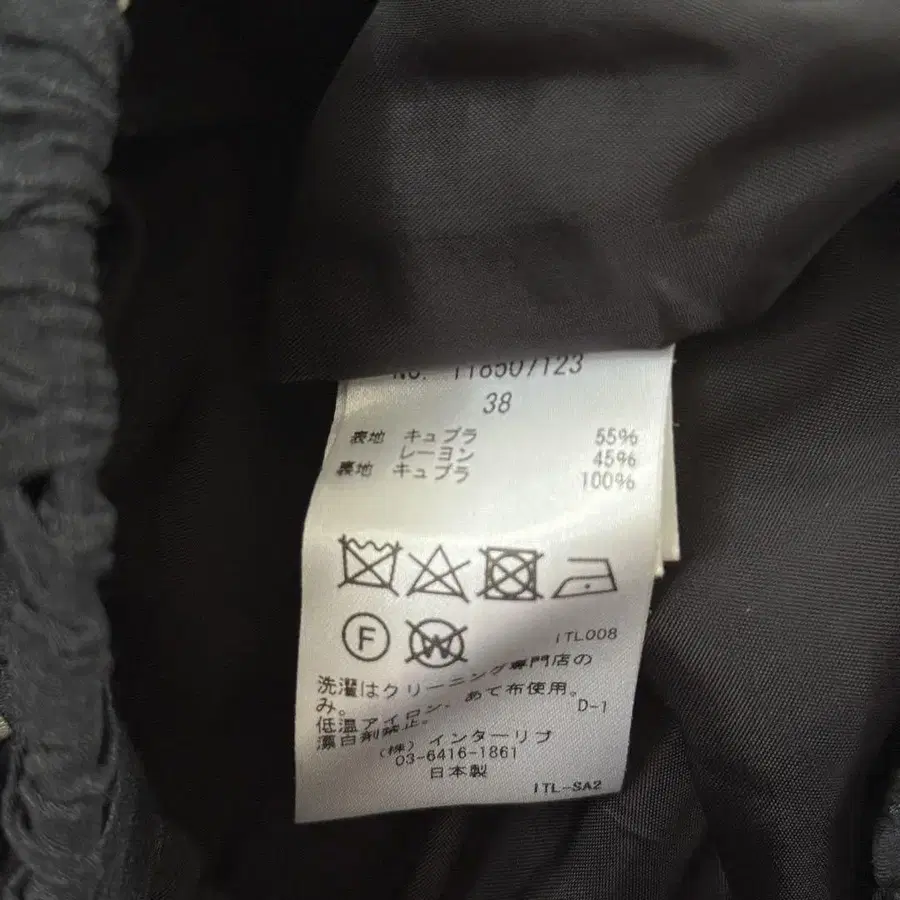 No. 118507123
38
表地 キュプラ 55%
レーヨン 45%
裏地 キュプラ 100%
F W
ITL008
洗濯はクリーニング専門店の
み。
低温アイロン、あて布使用。
漂白剤禁止。
D-1
(株) インターリブ
03-6416-1861
日本製
ITL-SA2